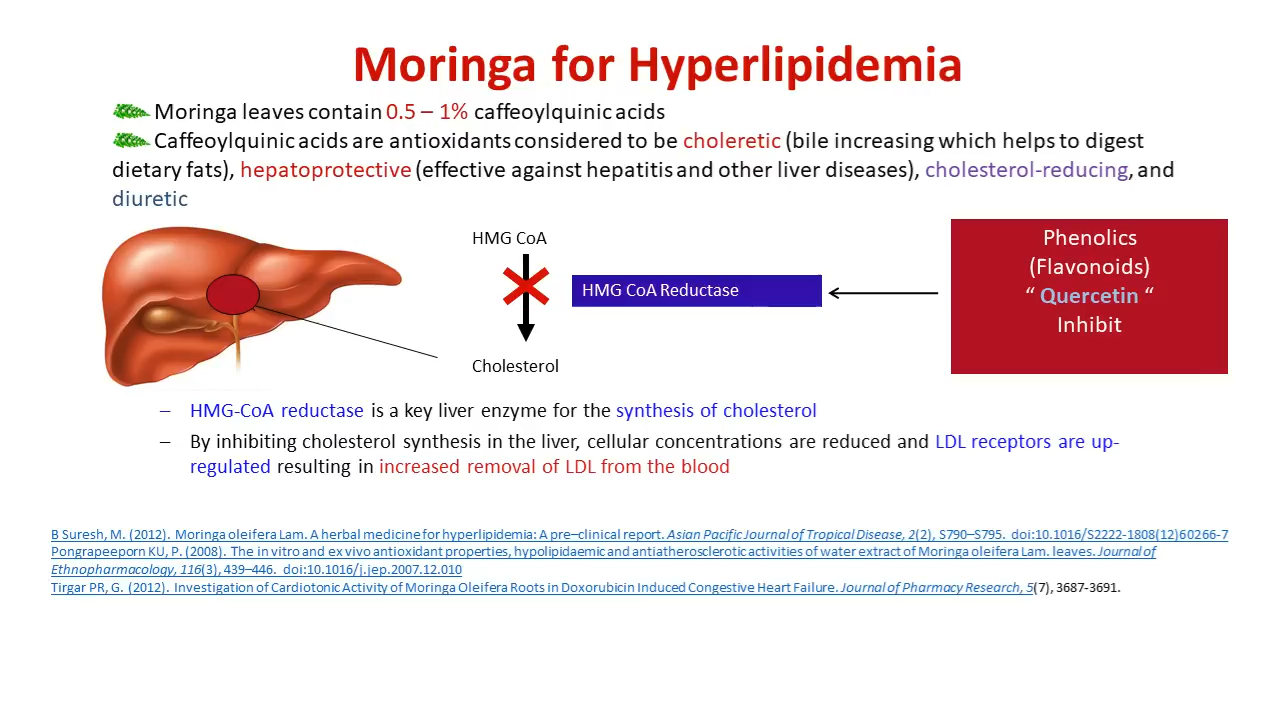 Moringa for Hyperlipidemia
Moringa leaves contain 0.5 – 1% caffeoylquinic acids
Caffeoylquinic acids are antioxidants considered to be choleretic (bile increasing which helps to digest
dietary fats), hepatoprotective (effective against hepatitis and other liver diseases), cholesterol-reducing, and
diuretic
HMG CoA
HMG CoA Reductase
Cholesterol
Phenolics
(Flavonoids)
“ Quercetin “
Inhibit
– HMG-CoA reductase is a key liver enzyme for the synthesis of cholesterol
– By inhibiting cholesterol synthesis in the liver, cellular concentrations are reduced and LDL receptors are up-
regulated resulting in increased removal of LDL from the blood
B Suresh, M. (2012). Moringa oleifera Lam. A herbal medicine for hyperlipidemia: A pre–clinical report. Asian Pacific Journal of Tropical Disease, 2(2), S790–S795. doi:10.1016/S2222-1808(12)60266-7
Pongrapeeporn KU, P. (2008). The in vitro and ex vivo antioxidant properties, hypolipidaemic and antiatherosclerotic activities of water extract of Moringa oleifera Lam. leaves. Journal of
Ethnopharmacology, 116(3), 439–446. doi:10.1016/j.jep.2007.12.010
Tirgar PR, G. (2012). Investigation of Cardiotonic Activity of Moringa Oleifera Roots in Doxorubicin Induced Congestive Heart Failure. Journal of Pharmacy Research, 5(7), 3687-3691.